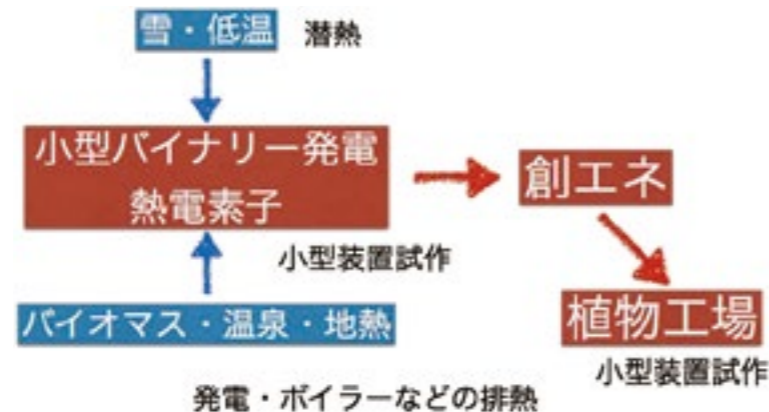 雪・低温
潜熱
小型バイナリー発電
熱電素子
創エネ
小型装置試作
バイオマス・温泉・地熱
植物工場
小型装置試作
発電・ボイラーなどの排熱